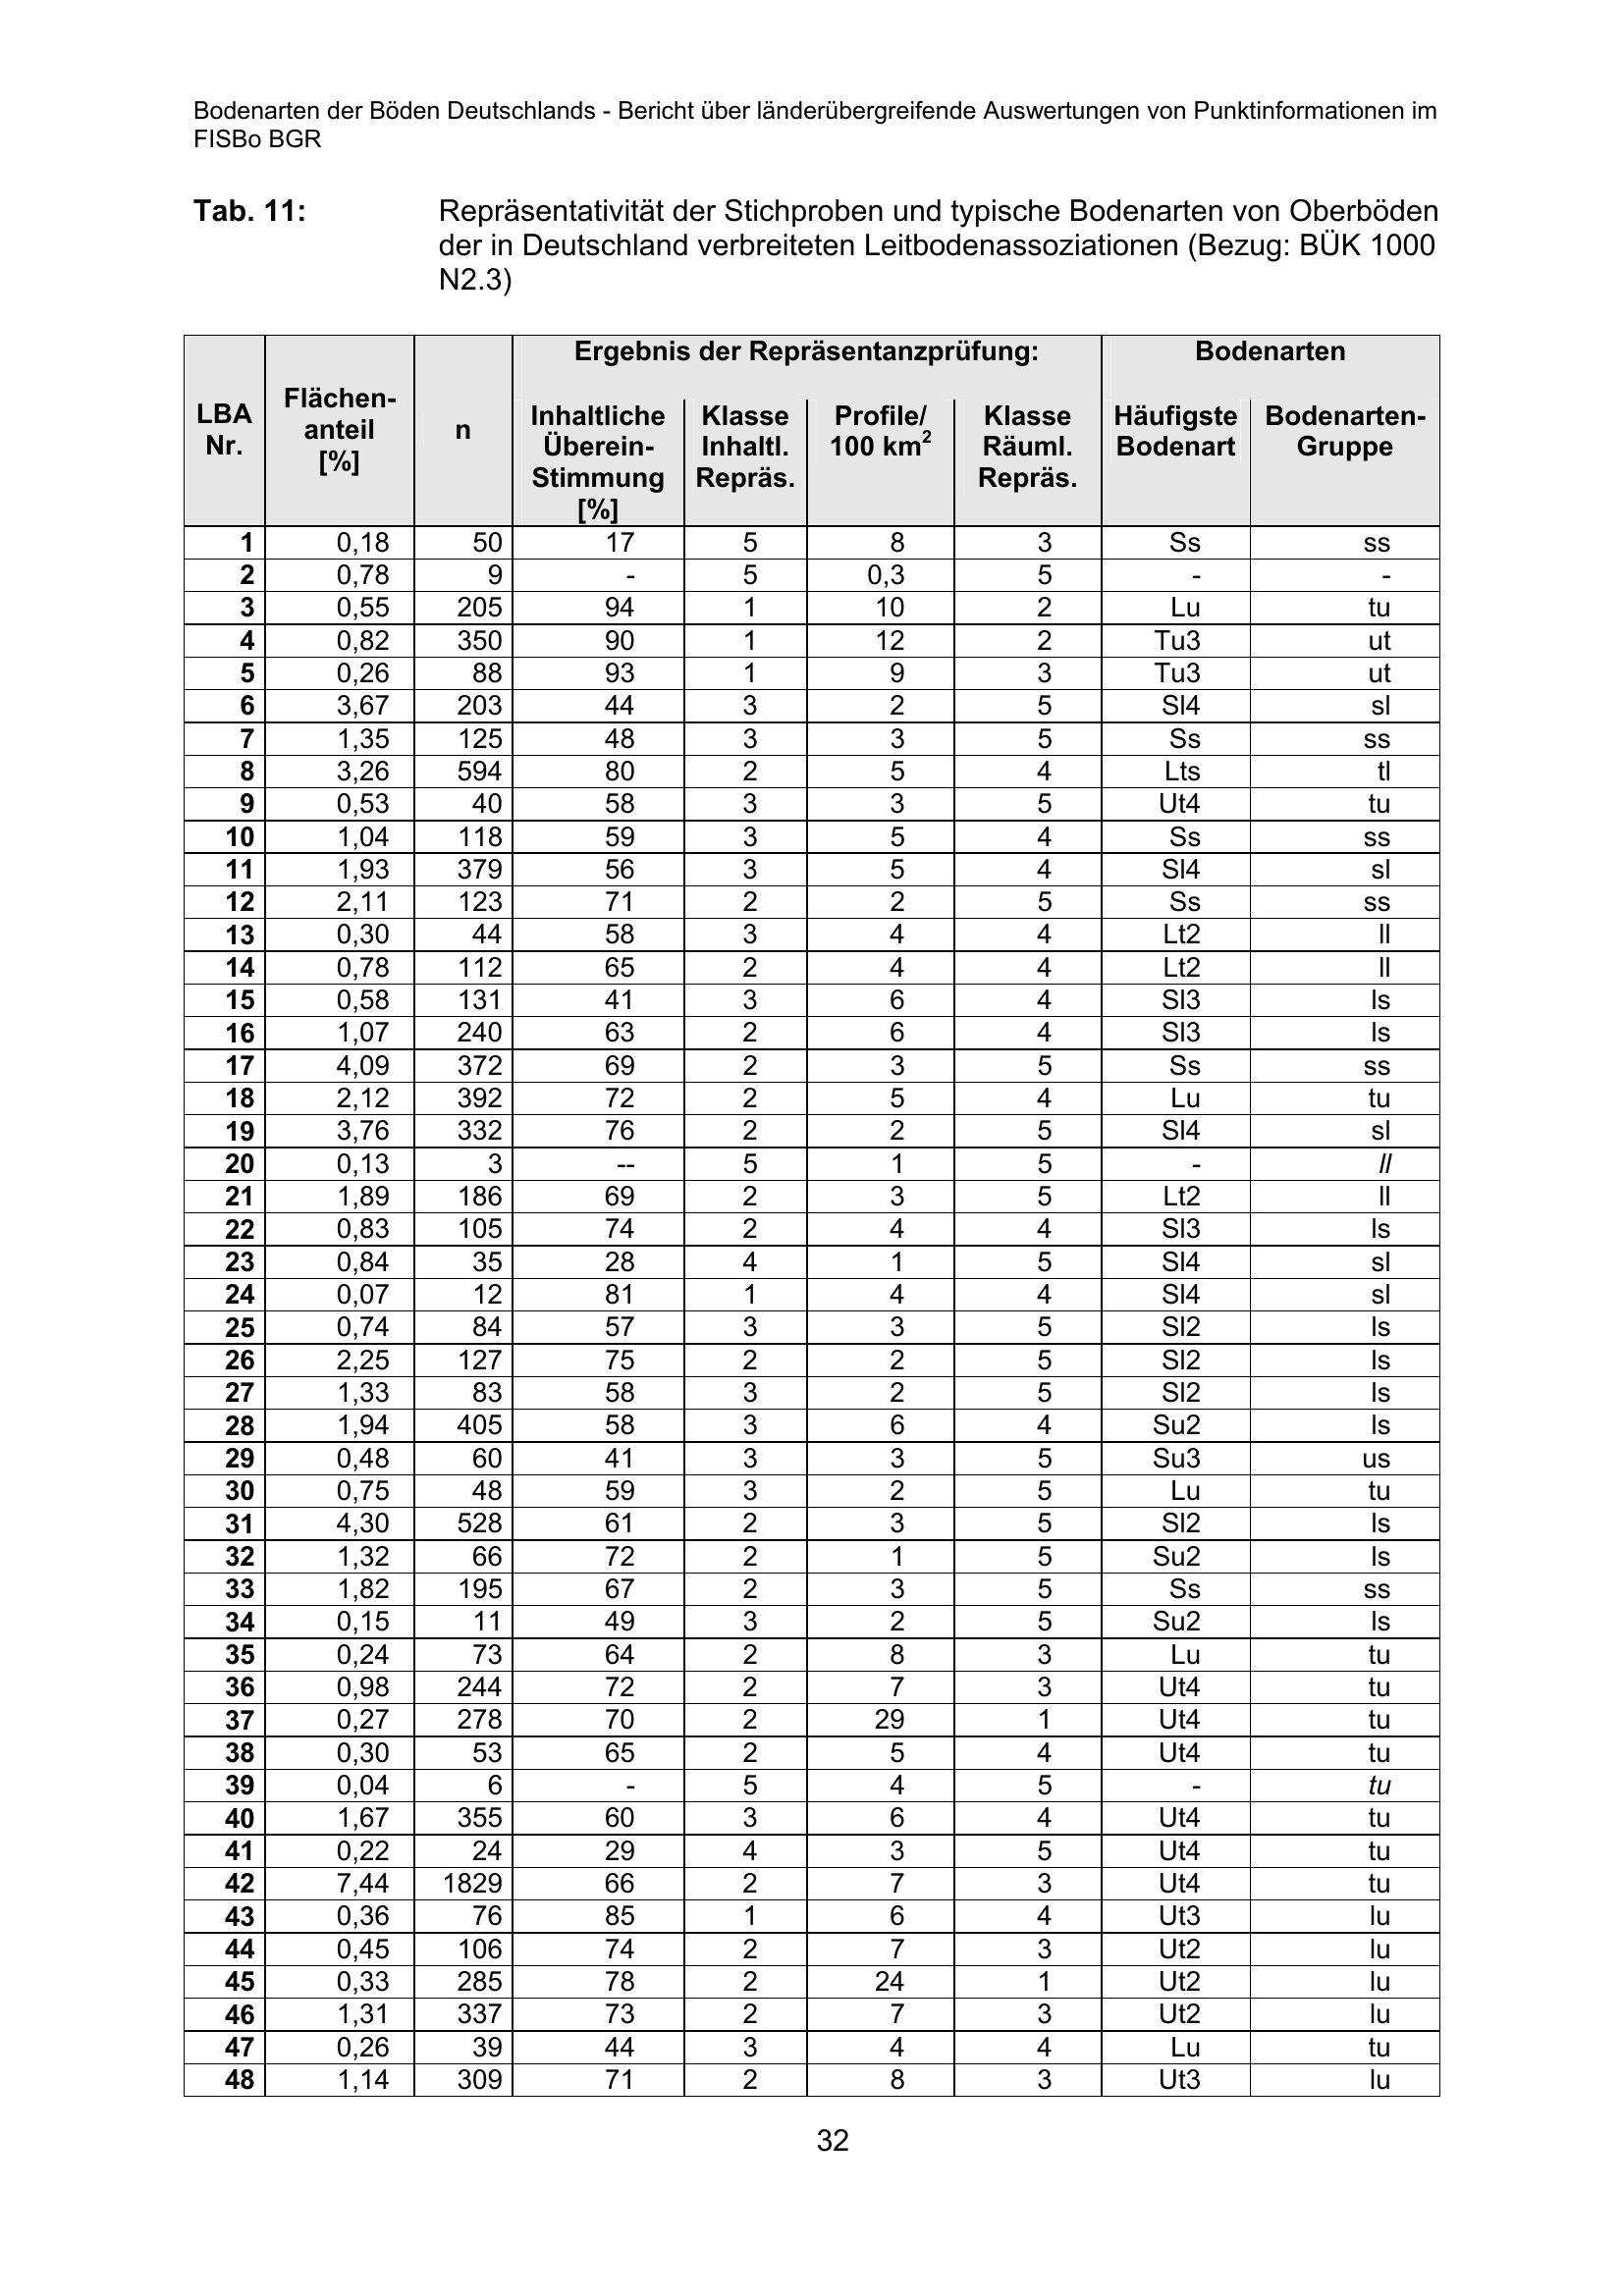 Bodenarten der Böden Deutschlands - Bericht über länderübergreifende Auswertungen von Punktinformationen im
FISBo BGR
Tab. 11: Repräsentativität der Stichproben und typische Bodenarten von Oberböden
der in Deutschland verbreiteten Leitbodenassoziationen (Bezug: BÜK 1000
N2.3)
Ergebnis der Repräsentanzprüfung: Bodenarten
LBA Nr. Flächen-anteil [%] n Inhaltliche Überein-Stimmung [%] Klasse Inhaltl. Repräs. Profile/ 100 km² Klasse Räuml. Repräs. Häufigste Bodenart Bodenarten-Gruppe
1 0,18 50 17 5 8 3 Ss ss
2 0,78 9 - 5 0,3 5 - -
3 0,55 205 94 1 10 2 Lu tu
4 0,82 350 90 1 12 2 Tu3 ut
5 0,26 88 93 1 9 3 Tu3 ut
6 3,67 203 44 3 2 5 Sl4 sl
7 1,35 125 48 3 3 5 Ss ss
8 3,26 594 80 2 5 4 Lts tl
9 0,53 40 58 3 3 5 Ut4 tu
10 1,04 118 59 3 5 4 Ss ss
11 1,93 379 56 3 5 4 Sl4 sl
12 2,11 123 71 2 2 5 Ss ss
13 0,30 44 58 3 4 4 Lt2 ll
14 0,78 112 65 2 4 4 Lt2 ll
15 0,58 131 41 3 6 4 Sl3 ls
16 1,07 240 63 2 6 4 Sl3 ls
17 4,09 372 69 2 3 5 Ss ss
18 2,12 392 72 2 5 4 Lu tu
19 3,76 332 76 2 2 5 Sl4 sl
20 0,13 3 -- 5 1 5 - ll
21 1,89 186 69 2 3 5 Lt2 ll
22 0,83 105 74 2 4 4 Sl3 ls
23 0,84 35 28 4 1 5 Sl4 sl
24 0,07 12 81 1 4 4 Sl4 sl
25 0,74 84 57 3 3 5 Sl2 ls
26 2,25 127 75 2 2 5 Sl2 ls
27 1,33 83 58 3 2 5 Sl2 ls
28 1,94 405 58 3 6 4 Su2 ls
29 0,48 60 41 3 3 5 Su3 us
30 0,75 48 59 3 2 5 Lu tu
31 4,30 528 61 2 3 5 Sl2 ls
32 1,32 66 72 2 1 5 Su2 ls
33 1,82 195 67 2 3 5 Ss ss
34 0,15 11 49 3 2 5 Su2 ls
35 0,24 73 64 2 8 3 Lu tu
36 0,98 244 72 2 7 3 Ut4 tu
37 0,27 278 70 2 29 1 Ut4 tu
38 0,30 53 65 2 5 4 Ut4 tu
39 0,04 6 - 5 4 5 - tu
40 1,67 355 60 3 6 4 Ut4 tu
41 0,22 24 29 4 3 5 Ut4 tu
42 7,44 1829 66 2 7 3 Ut4 tu
43 0,36 76 85 1 6 4 Ut3 lu
44 0,45 106 74 2 7 3 Ut2 lu
45 0,33 285 78 2 24 1 Ut2 lu
46 1,31 337 73 2 7 3 Ut2 lu
47 0,26 39 44 3 4 4 Lu tu
48 1,14 309 71 2 8 3 Ut3 lu
32